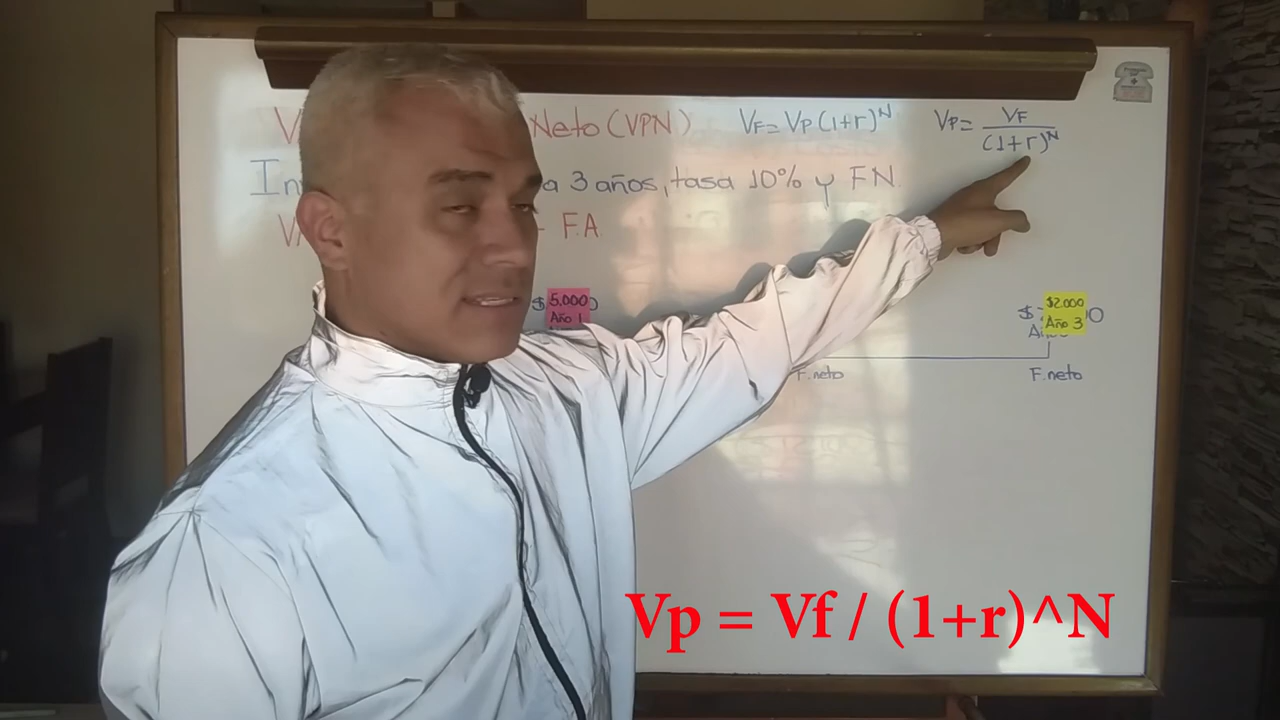 Neto (VPN) VF = VP (1+r)^N VP = VF / (1+r)^N
a 3 años, tasa 10% y FN.
F.A
$ 5,000
Año 1
$2.000
Año 3
F. neto F. neto
Vp = Vf / (1+r)^N